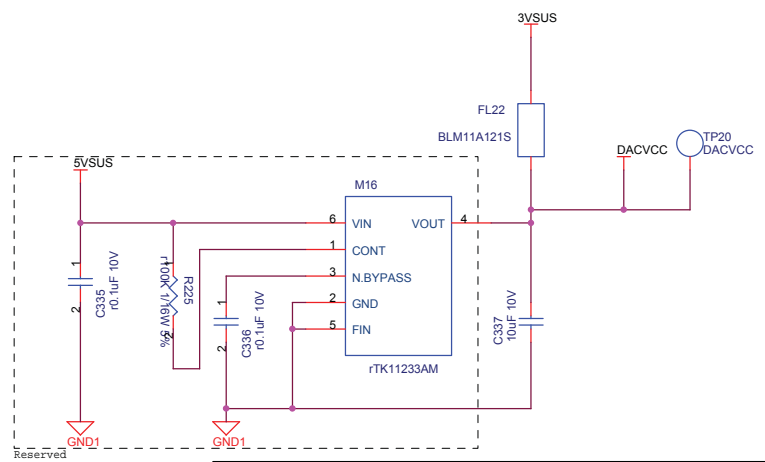 3VSUS
FL22
BLM11A121S
TP20
DACVCC
DACVCC
5VSUS
M16
6
VIN
VOUT
4
1
CONT
3
N.BYPASS
2
GND
5
FIN
rTK11233AM
1
2
C335
r0.1uF 10V
1
2
R225
r100K 1/16W 5%
1
2
C336
r0.1uF 10V
C337
10uF 10V
GND1
GND1
Reserved